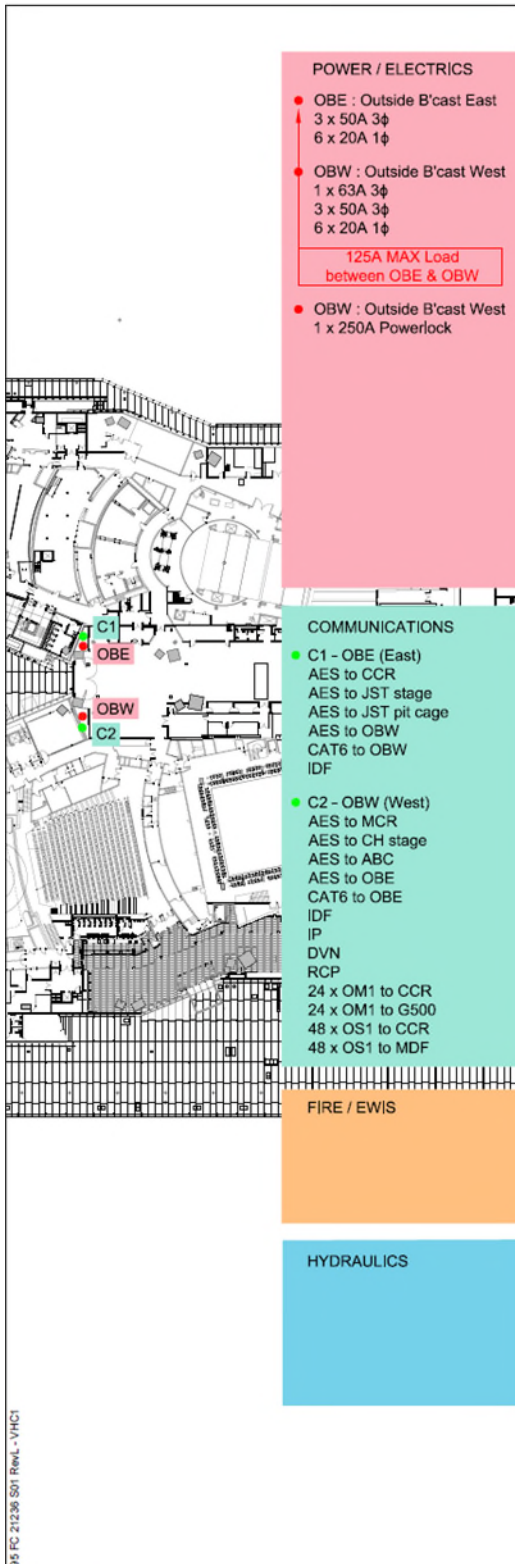 POWER / ELECTRICS
OBE : Outside B'cast East
3 x 50A 3ϕ
6 x 20A 1ϕ
OBW : Outside B'cast West
1 x 63A 3ϕ
3 x 50A 3ϕ
6 x 20A 1ϕ
125A MAX Load
between OBE & OBW
OBW : Outside B'cast West
1 x 250A Powerlock
C1
OBE
OBW
C2
COMMUNICATIONS
C1 - OBE (East)
AES to CCR
AES to JST stage
AES to JST pit cage
AES to OBW
CAT6 to OBW
IDF
C2 - OBW (West)
AES to MCR
AES to CH stage
AES to ABC
AES to OBE
CAT6 to OBE
IDF
IP
DVN
RCP
24 x OM1 to CCR
24 x OM1 to G500
48 x OS1 to CCR
48 x OS1 to MDF
FIRE / EWIS
HYDRAULICS
FC 21236 S01 RevL - VHC1